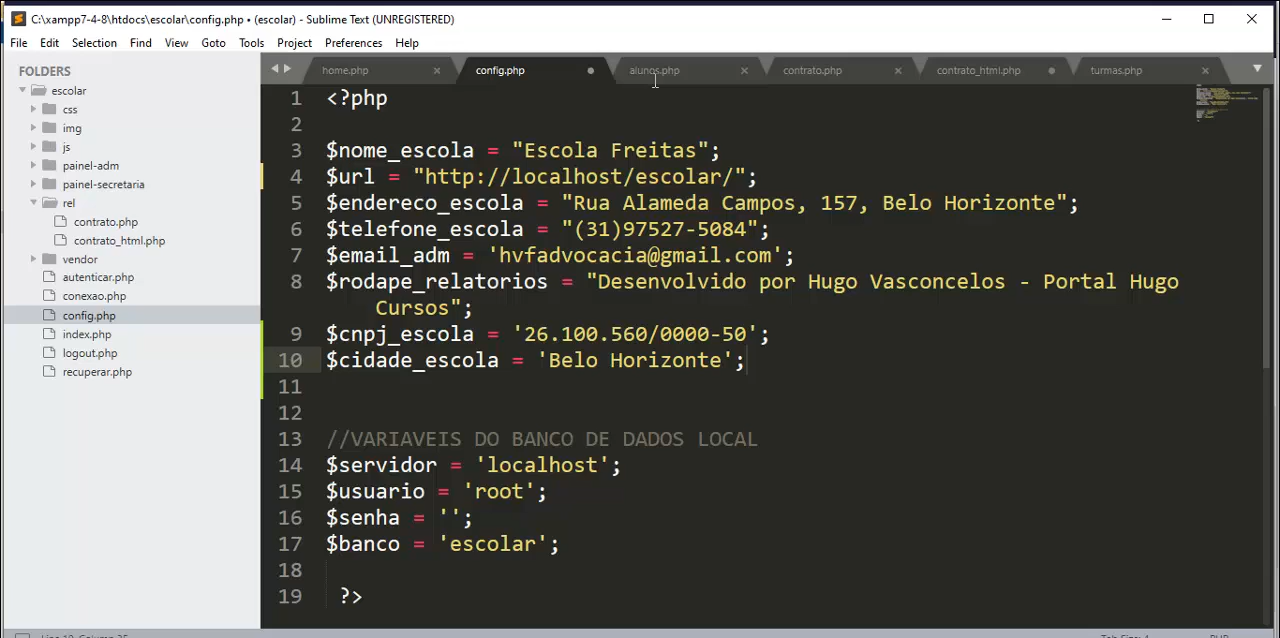 C:\xampp7-4-8\htdocs\escolar\config.php • (escolar) - Sublime Text (UNREGISTERED)
File Edit Selection Find View Goto Tools Project Preferences Help
FOLDERS
escolar
css
img
js
painel-adm
painel-secretaria
rel
contrato.php
contrato_html.php
vendor
autenticar.php
conexao.php
config.php
index.php
logout.php
recuperar.php
home.php config.php alunos.php contrato.php contrato_html.php turmas.php
1 <?php
2
3 $nome_escola = "Escola Freitas";
4 $url = "http://localhost/escolar/";
5 $endereco_escola = "Rua Alameda Campos, 157, Belo Horizonte";
6 $telefone_escola = "(31)97527-5084";
7 $email_adm = 'hvfadvocacia@gmail.com';
8 $rodape_relatorios = "Desenvolvido por Hugo Vasconcelos - Portal Hugo
Cursos";
9 $cnpj_escola = '26.100.560/0000-50';
10 $cidade_escola = 'Belo Horizonte';
11
12
13 //VARIAVEIS DO BANCO DE DADOS LOCAL
14 $servidor = 'localhost';
15 $usuario = 'root';
16 $senha = '';
17 $banco = 'escolar';
18
19 ?>